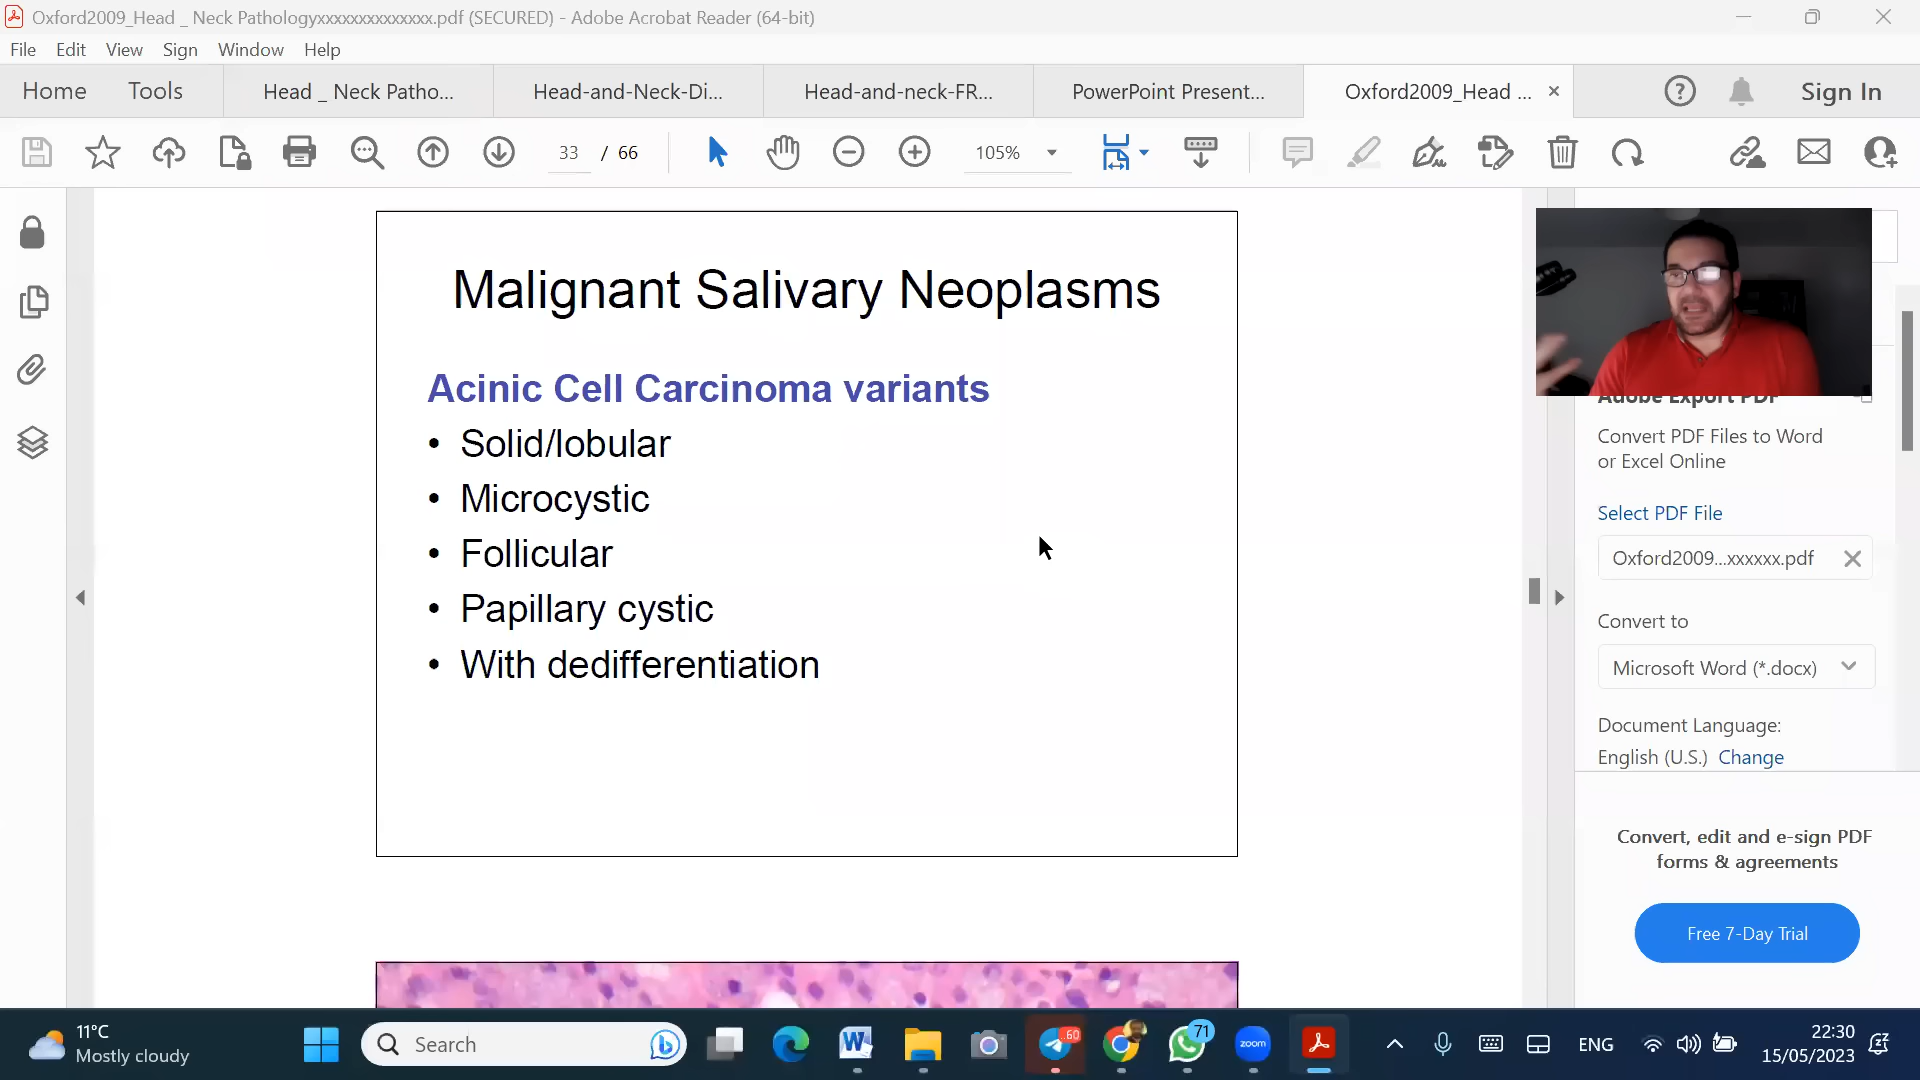 Oxford2009_Head _ Neck Pathologyxxxxxxxxxxxxxx.pdf (SECURED) - Adobe Acrobat Reader (64-bit)
File Edit View Sign Window Help
Home Tools Head _ Neck Patho... Head-and-Neck-Di... Head-and-neck-FR... PowerPoint Present... Oxford2009_Head ... Sign In
33 / 66 105%
Malignant Salivary Neoplasms
Acinic Cell Carcinoma variants
• Solid/lobular
• Microcystic
• Follicular
• Papillary cystic
• With dedifferentiation
Adobe Export PDF
Convert PDF Files to Word
or Excel Online
Select PDF File
Oxford2009...xxxxxx.pdf
Convert to
Microsoft Word (*.docx)
Document Language:
English (U.S.) Change
Convert, edit and e-sign PDF
forms & agreements
Free 7-Day Trial
11°C
Mostly cloudy
Search
60
71
zoom
ENG
22:30
15/05/2023